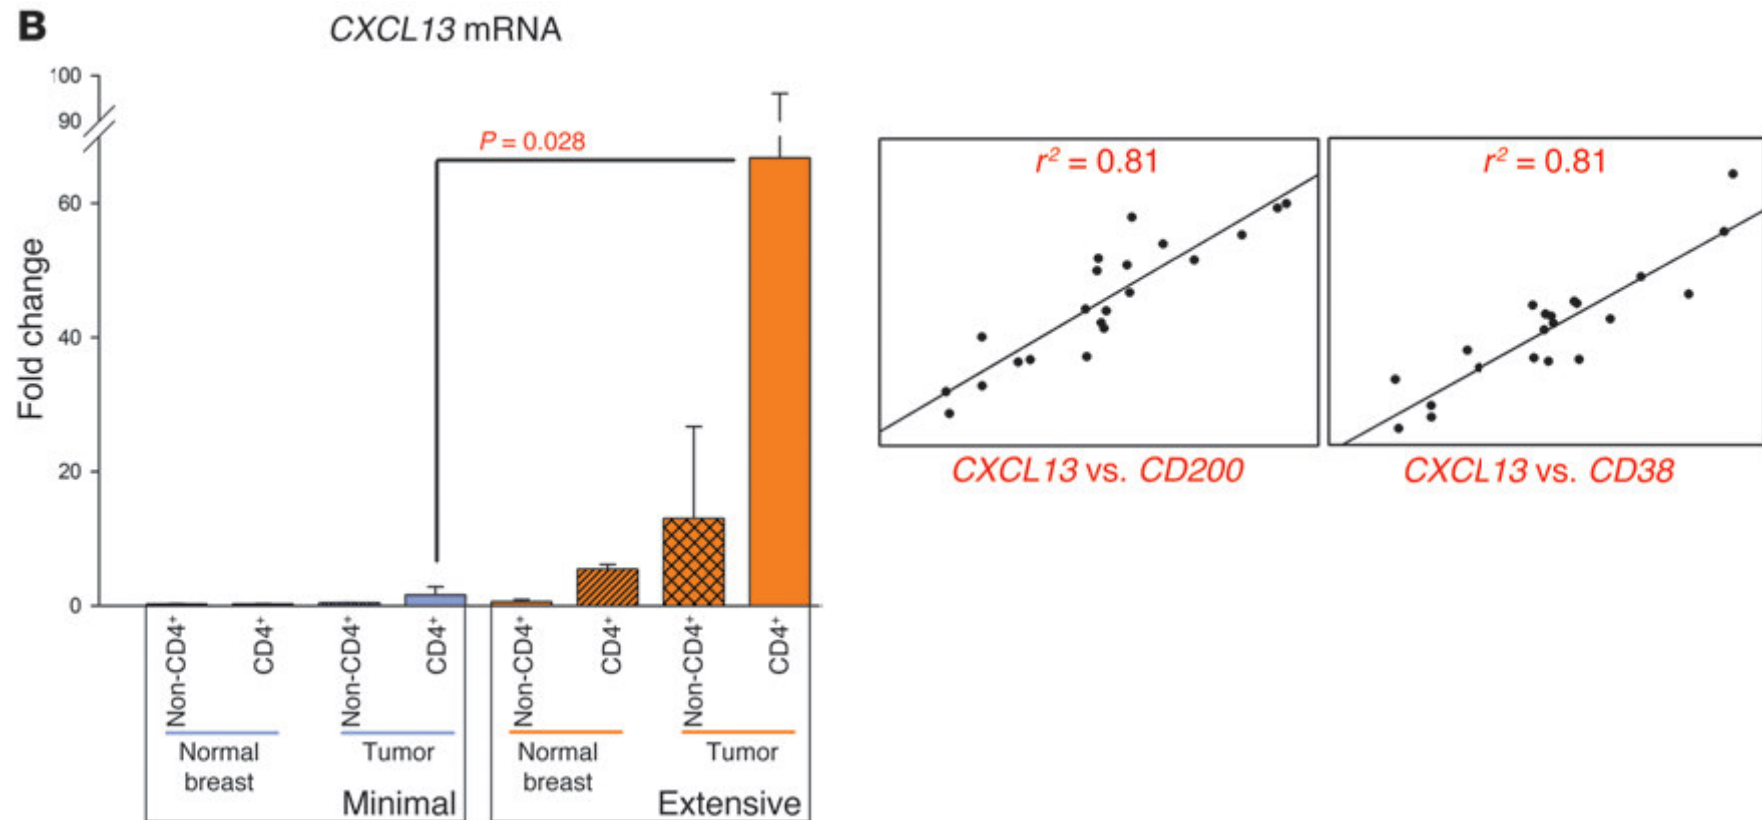 B
CXCL13 mRNA
Fold change
100
90
60
40
20
0
P = 0.028
Non-CD4⁺
CD4⁺
Non-CD4⁺
CD4⁺
Non-CD4⁺
CD4⁺
Non-CD4⁺
CD4⁺
Normal
breast
Tumor
Normal
breast
Tumor
Minimal
Extensive
r² = 0.81
CXCL13 vs. CD200
r² = 0.81
CXCL13 vs. CD38